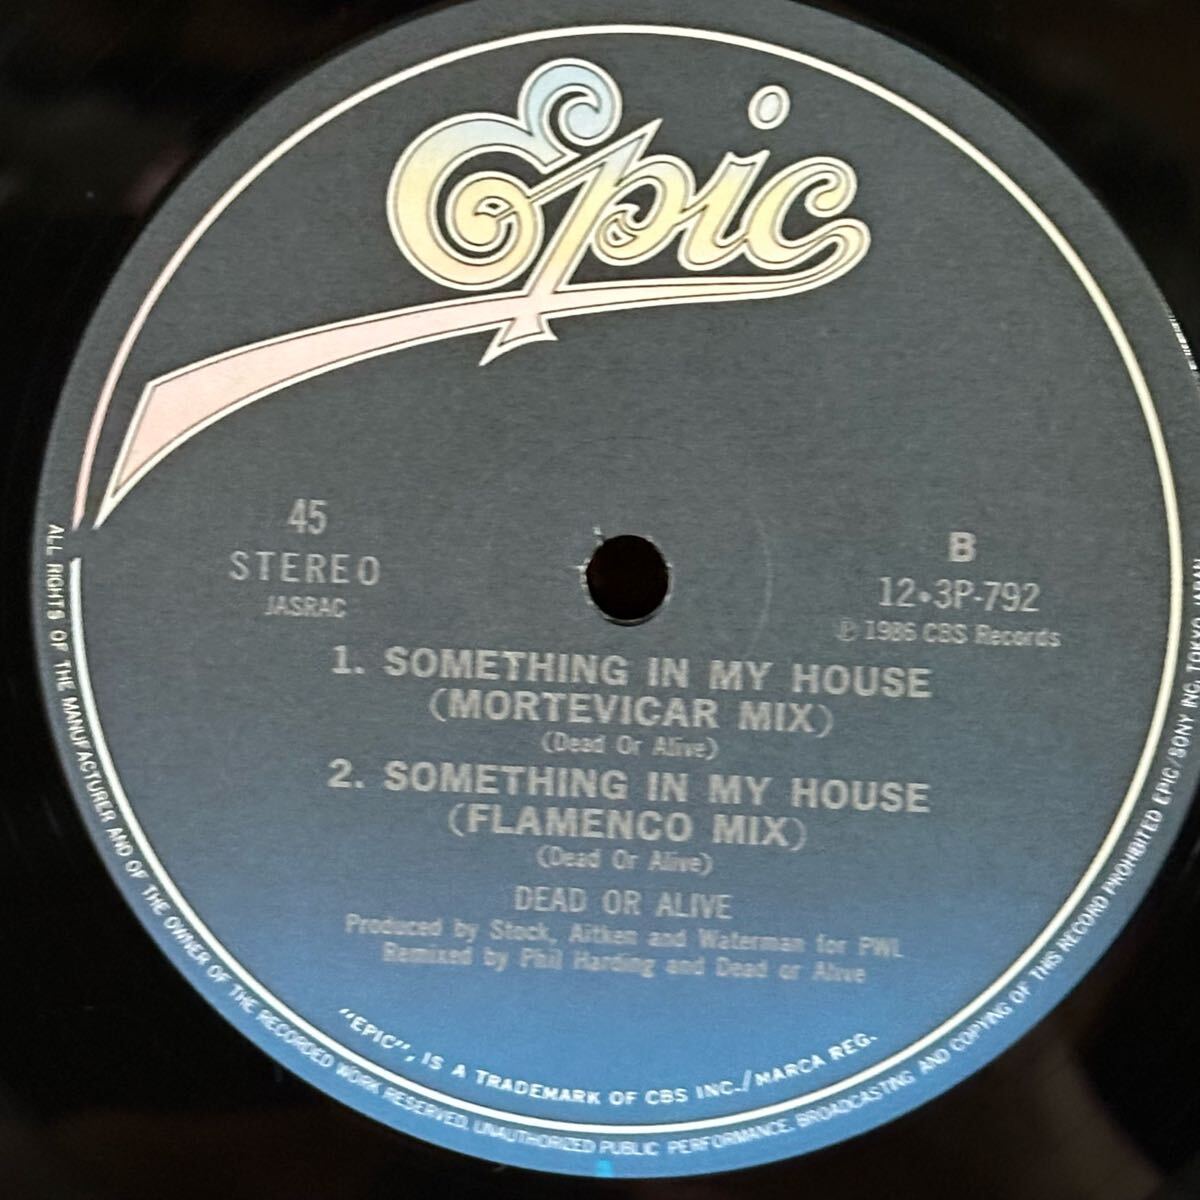 Epic
45
STEREO
JASRAC
B
12・3P-792
℗ 1986 CBS Records
1. SOMETHING IN MY HOUSE
(MORTEVICAR MIX)
(Dead Or Alive)
2. SOMETHING IN MY HOUSE
(FLAMENCO MIX)
(Dead Or Alive)
DEAD OR ALIVE
Produced by Stock, Aitken and Waterman for PWL
Remixed by Phil Harding and Dead or Alive
"EPIC", IS A TRADEMARK OF CBS INC./MARCA REG.
ALL RIGHTS OF THE MANUFACTURER AND OF THE OWNER OF THE RECORDED WORK RESERVED. UNAUTHORIZED PUBLIC PERFORMANCE, BROADCASTING AND COPYING OF THIS RECORD PROHIBITED EPIC/SONY INC. TOKYO JAPAN